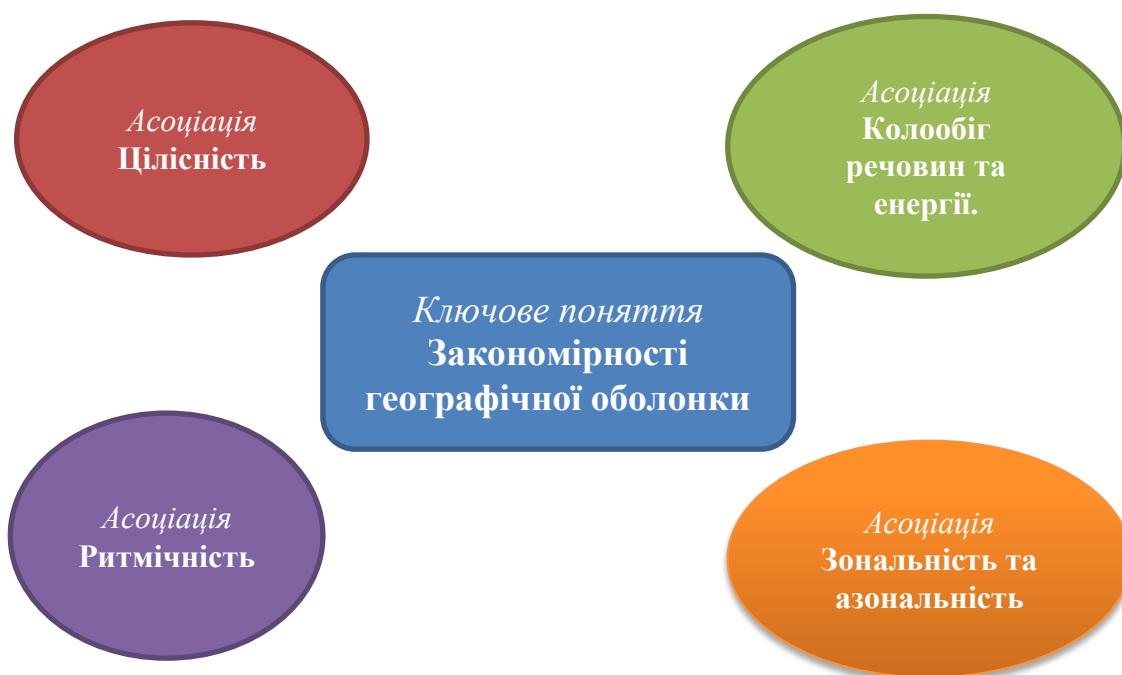 Асоціація
Цілісність
Асоціація
Колообіг
речовин та
енергії.
Ключове поняття
Закономірності
географічної оболонки
Асоціація
Ритмічність
Асоціація
Зональність та
азональність